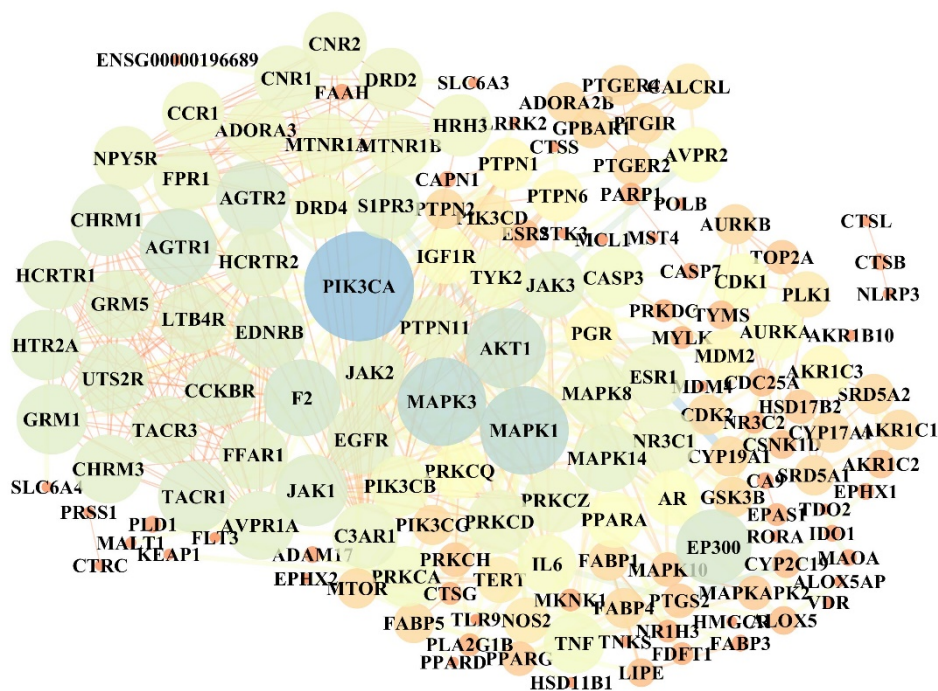 CNR2
ENSG00000196689
CNR1
DRD2
SLC6A3
FAAH
PTGER4
CALCRL
ADORA2B
CCR1
ADORA3
HRH3
LRRK2
GPBAR1
PTGIR
MTNR1A
MTNR1B
CTSS
NPY5R
PTPN1
PTGER2
AVPR2
FPR1
CAPN1
AGTR2
PTPN6
PARP1
POLB
DRD4
S1PR3
PTPN2
PIK3CD
CHRM1
ESR2
STK3
MCL1
MST4
AURKB
CTSL
AGTR1
IGF1R
TOP2A
HCRTR1
HCRTR2
TYK2
CASP3
CASP7
CTSB
PIK3CA
JAK3
CDK1
PLK1
NLRP3
GRM5
PRKDC
TYMS
LTB4R
EDNRB
PTPN11
PGR
MYLK
AURKA
AKR1B10
HTR2A
AKT1
MDM2
UTS2R
JAK2
ESR1
AKR1C3
CCKBR
MDM4
CDC25A
F2
MAPK3
MAPK8
SRD5A2
HSD17B2
GRM1
CDK2
NR3C2
TACR3
MAPK1
CYP17A1
AKR1C1
EGFR
NR3C1
CSNK1D
FFAR1
MAPK14
CYP19A1
CHRM3
PRKCQ
SRD5A1
AKR1C2
SLC6A4
PIK3CB
CA9
EPHX1
JAK1
AR
GSK3B
TACR1
PRKCZ
EPAS1
TDO2
PRSS1
PLD1
AVPR1A
PIK3CG
PRKCD
PPARA
RORA
IDO1
MALT1
FLT3
C3AR1
EP300
KEAP1
ADAM17
PRKCH
IL6
FABP1
MAOA
CTRC
MAPK10
CYP2C19
EPHX2
PRKCA
TERT
ALOX5AP
MTOR
CTSG
MKNK1
PTGS2
MAPKAPK2
VDR
FABP4
FABP5
TLR9
NOS2
HMGCR
ALOX5
NR1H3
PLA2G1B
TNF
TNKS
FABP3
PPARD
PPARG
FDFT1
LIPE
HSD11B1